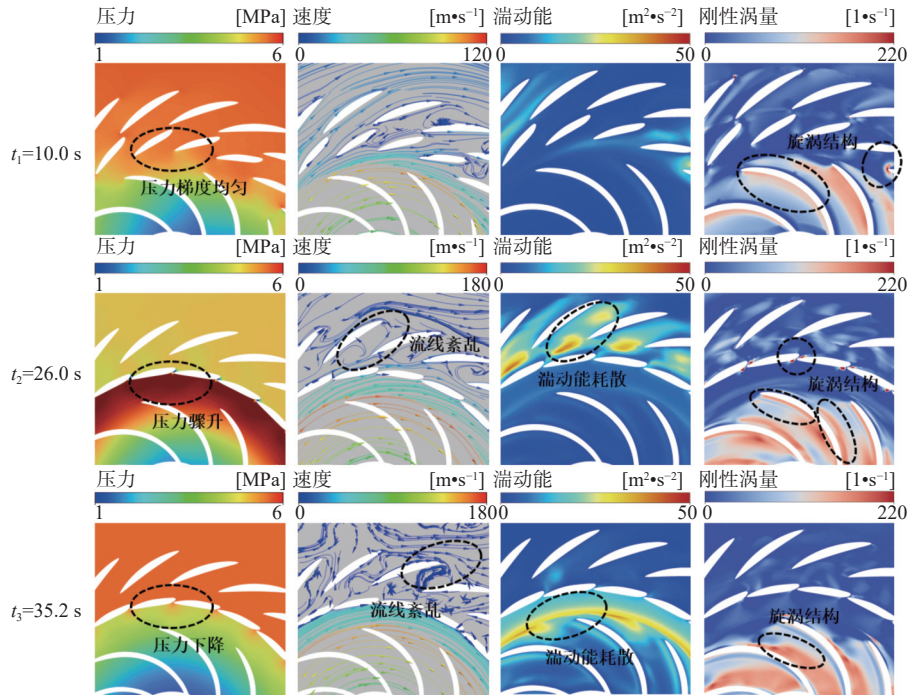 压力 [MPa] 速度 [m•s⁻¹] 湍动能 [m²•s⁻²] 刚性涡量 [1•s⁻¹]
1 6 0 120 0 50 0 220
t₁=10.0 s
压力梯度均匀
旋涡结构
压力 [MPa] 速度 [m•s⁻¹] 湍动能 [m²•s⁻²] 刚性涡量 [1•s⁻¹]
1 6 0 180 0 50 0 220
t₂=26.0 s
压力骤升
流线紊乱
湍动能耗散
旋涡结构
压力 [MPa] 速度 [m•s⁻¹] 湍动能 [m²•s⁻²] 刚性涡量 [1•s⁻¹]
1 6 0 180 0 50 0 220
t₃=35.2 s
压力下降
流线紊乱
湍动能耗散
旋涡结构